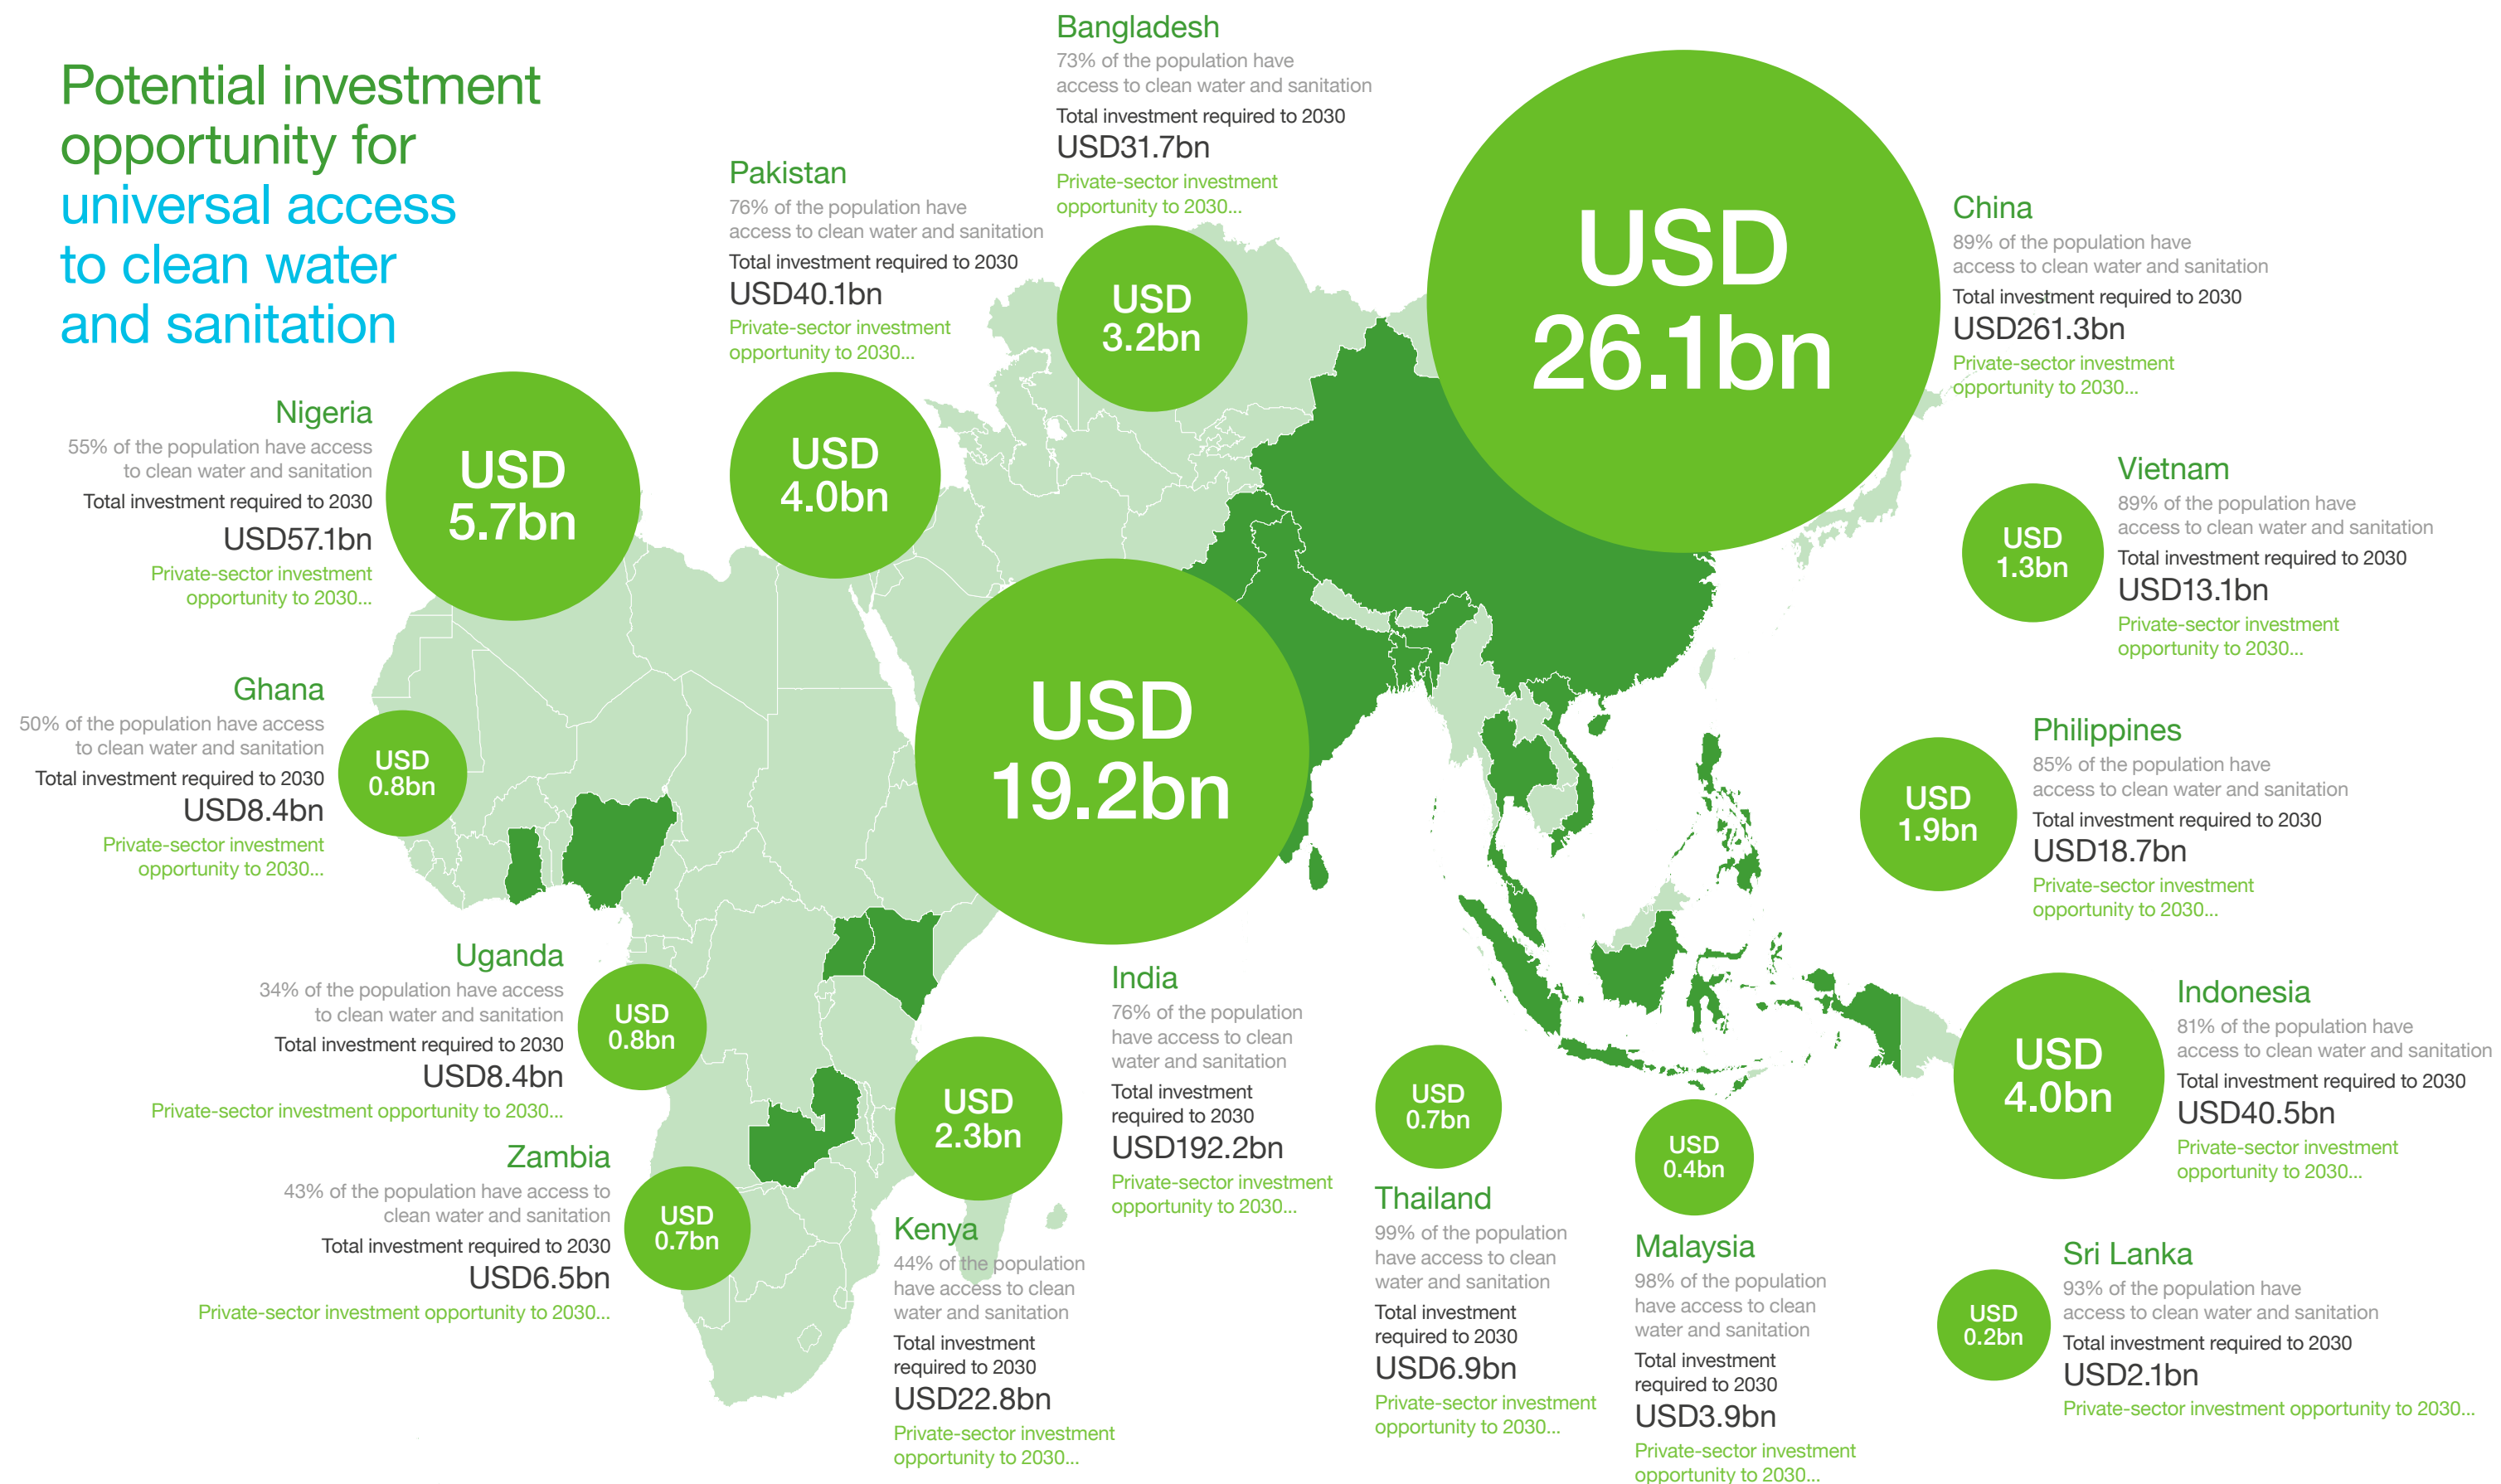 Potential investment
opportunity for
universal access
to clean water
and sanitation
Bangladesh
73% of the population have
access to clean water and sanitation
Total investment required to 2030
USD31.7bn
Private-sector investment
opportunity to 2030...
USD
3.2bn
Pakistan
76% of the population have
access to clean water and sanitation
Total investment required to 2030
USD40.1bn
Private-sector investment
opportunity to 2030...
USD
4.0bn
China
89% of the population have
access to clean water and sanitation
Total investment required to 2030
USD261.3bn
Private-sector investment
opportunity to 2030...
USD
26.1bn
Nigeria
55% of the population have access
to clean water and sanitation
Total investment required to 2030
USD57.1bn
Private-sector investment
opportunity to 2030...
USD
5.7bn
Vietnam
89% of the population have
access to clean water and sanitation
Total investment required to 2030
USD13.1bn
Private-sector investment
opportunity to 2030...
USD
1.3bn
Ghana
50% of the population have access
to clean water and sanitation
Total investment required to 2030
USD8.4bn
Private-sector investment
opportunity to 2030...
USD
0.8bn
Philippines
85% of the population have
access to clean water and sanitation
Total investment required to 2030
USD18.7bn
Private-sector investment
opportunity to 2030...
USD
1.9bn
Uganda
34% of the population have access
to clean water and sanitation
Total investment required to 2030
USD8.4bn
Private-sector investment opportunity to 2030...
USD
0.8bn
India
76% of the population
have access to clean
water and sanitation
Total investment
required to 2030
USD192.2bn
Private-sector investment
opportunity to 2030...
USD
19.2bn
Indonesia
81% of the population have
access to clean water and sanitation
Total investment required to 2030
USD40.5bn
Private-sector investment
opportunity to 2030...
USD
4.0bn
Zambia
43% of the population have access to
clean water and sanitation
Total investment required to 2030
USD6.5bn
Private-sector investment opportunity to 2030...
USD
0.7bn
Kenya
44% of the population
have access to clean
water and sanitation
Total investment
required to 2030
USD22.8bn
Private-sector investment
opportunity to 2030...
USD
2.3bn
Thailand
99% of the population
have access to clean
water and sanitation
Total investment
required to 2030
USD6.9bn
Private-sector investment
opportunity to 2030...
USD
0.7bn
Malaysia
98% of the population
have access to clean
water and sanitation
Total investment
required to 2030
USD3.9bn
Private-sector investment
opportunity to 2030...
USD
0.4bn
Sri Lanka
93% of the population have
access to clean water and sanitation
Total investment required to 2030
USD2.1bn
Private-sector investment opportunity to 2030...
USD
0.2bn